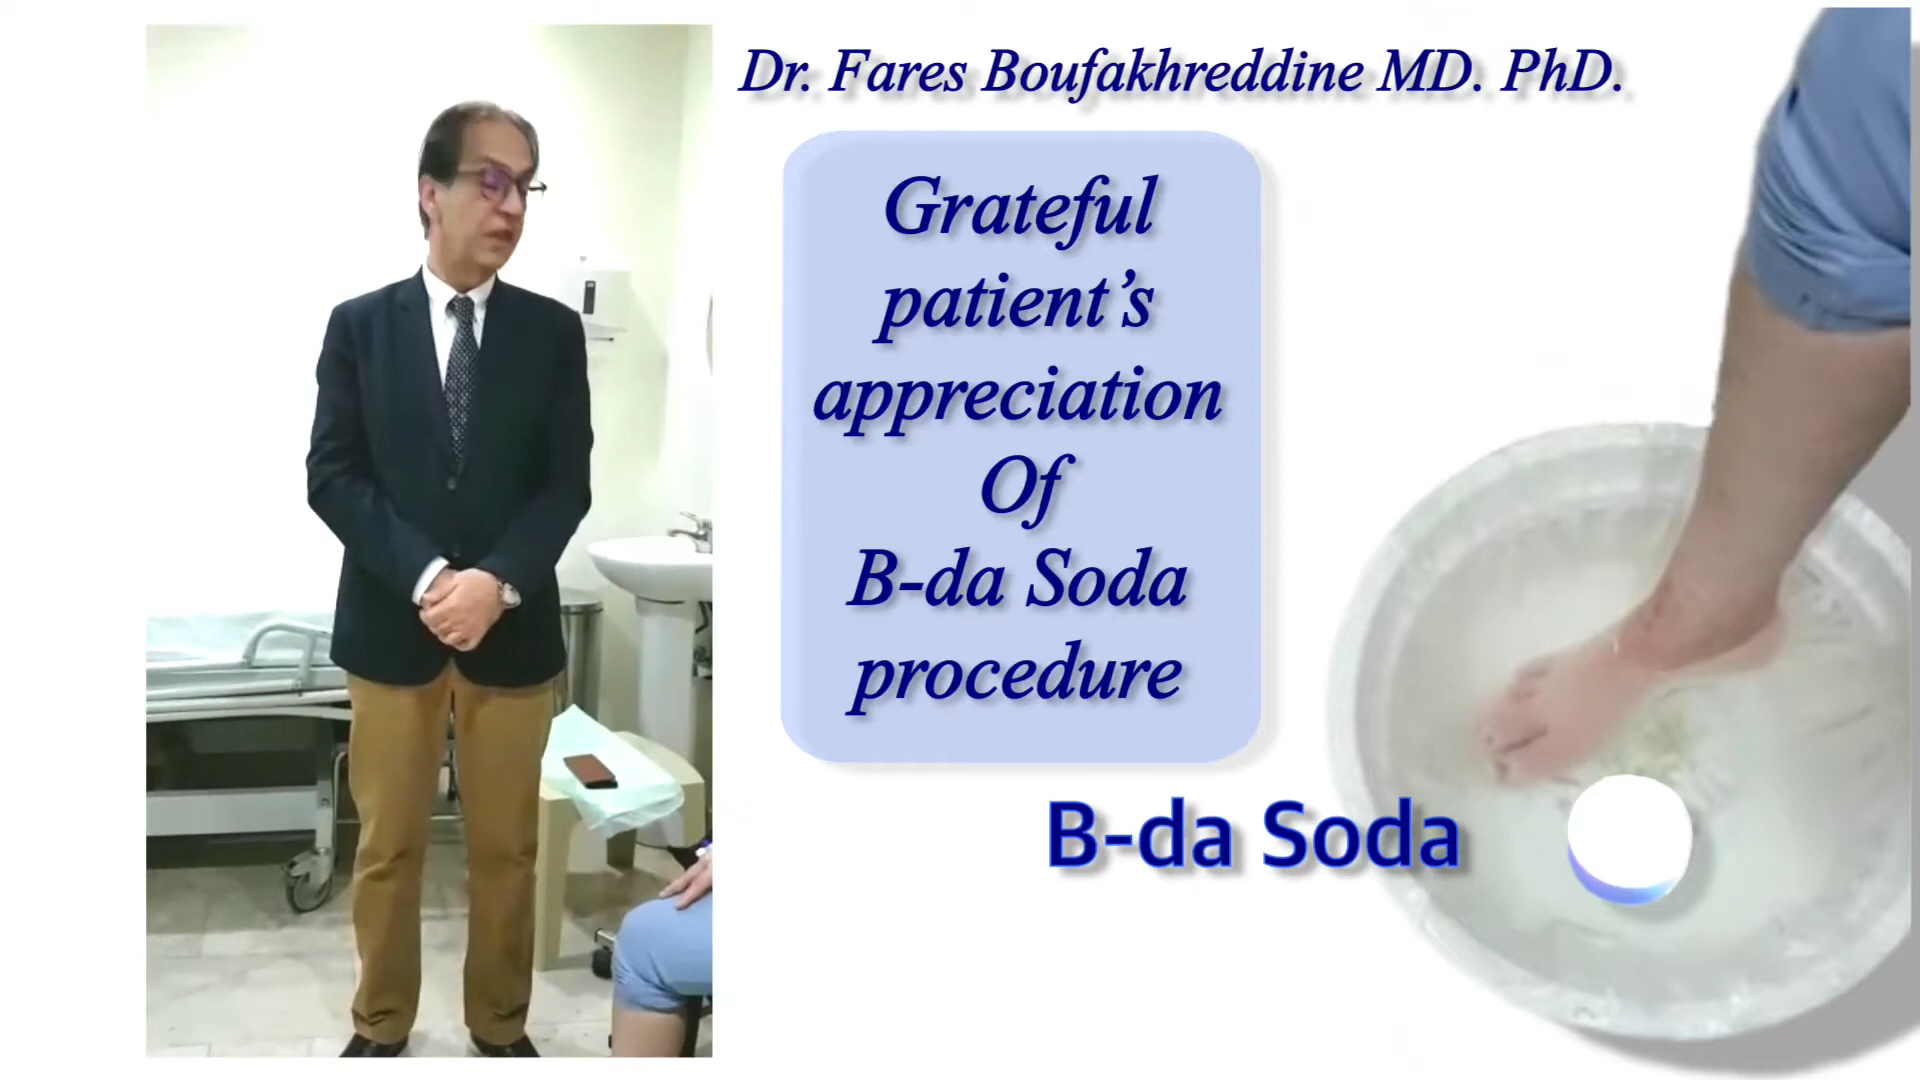 Dr. Fares Boufakhreddine MD. PhD.
Grateful
patient’s
appreciation
Of
B-da Soda
procedure
B-da Soda